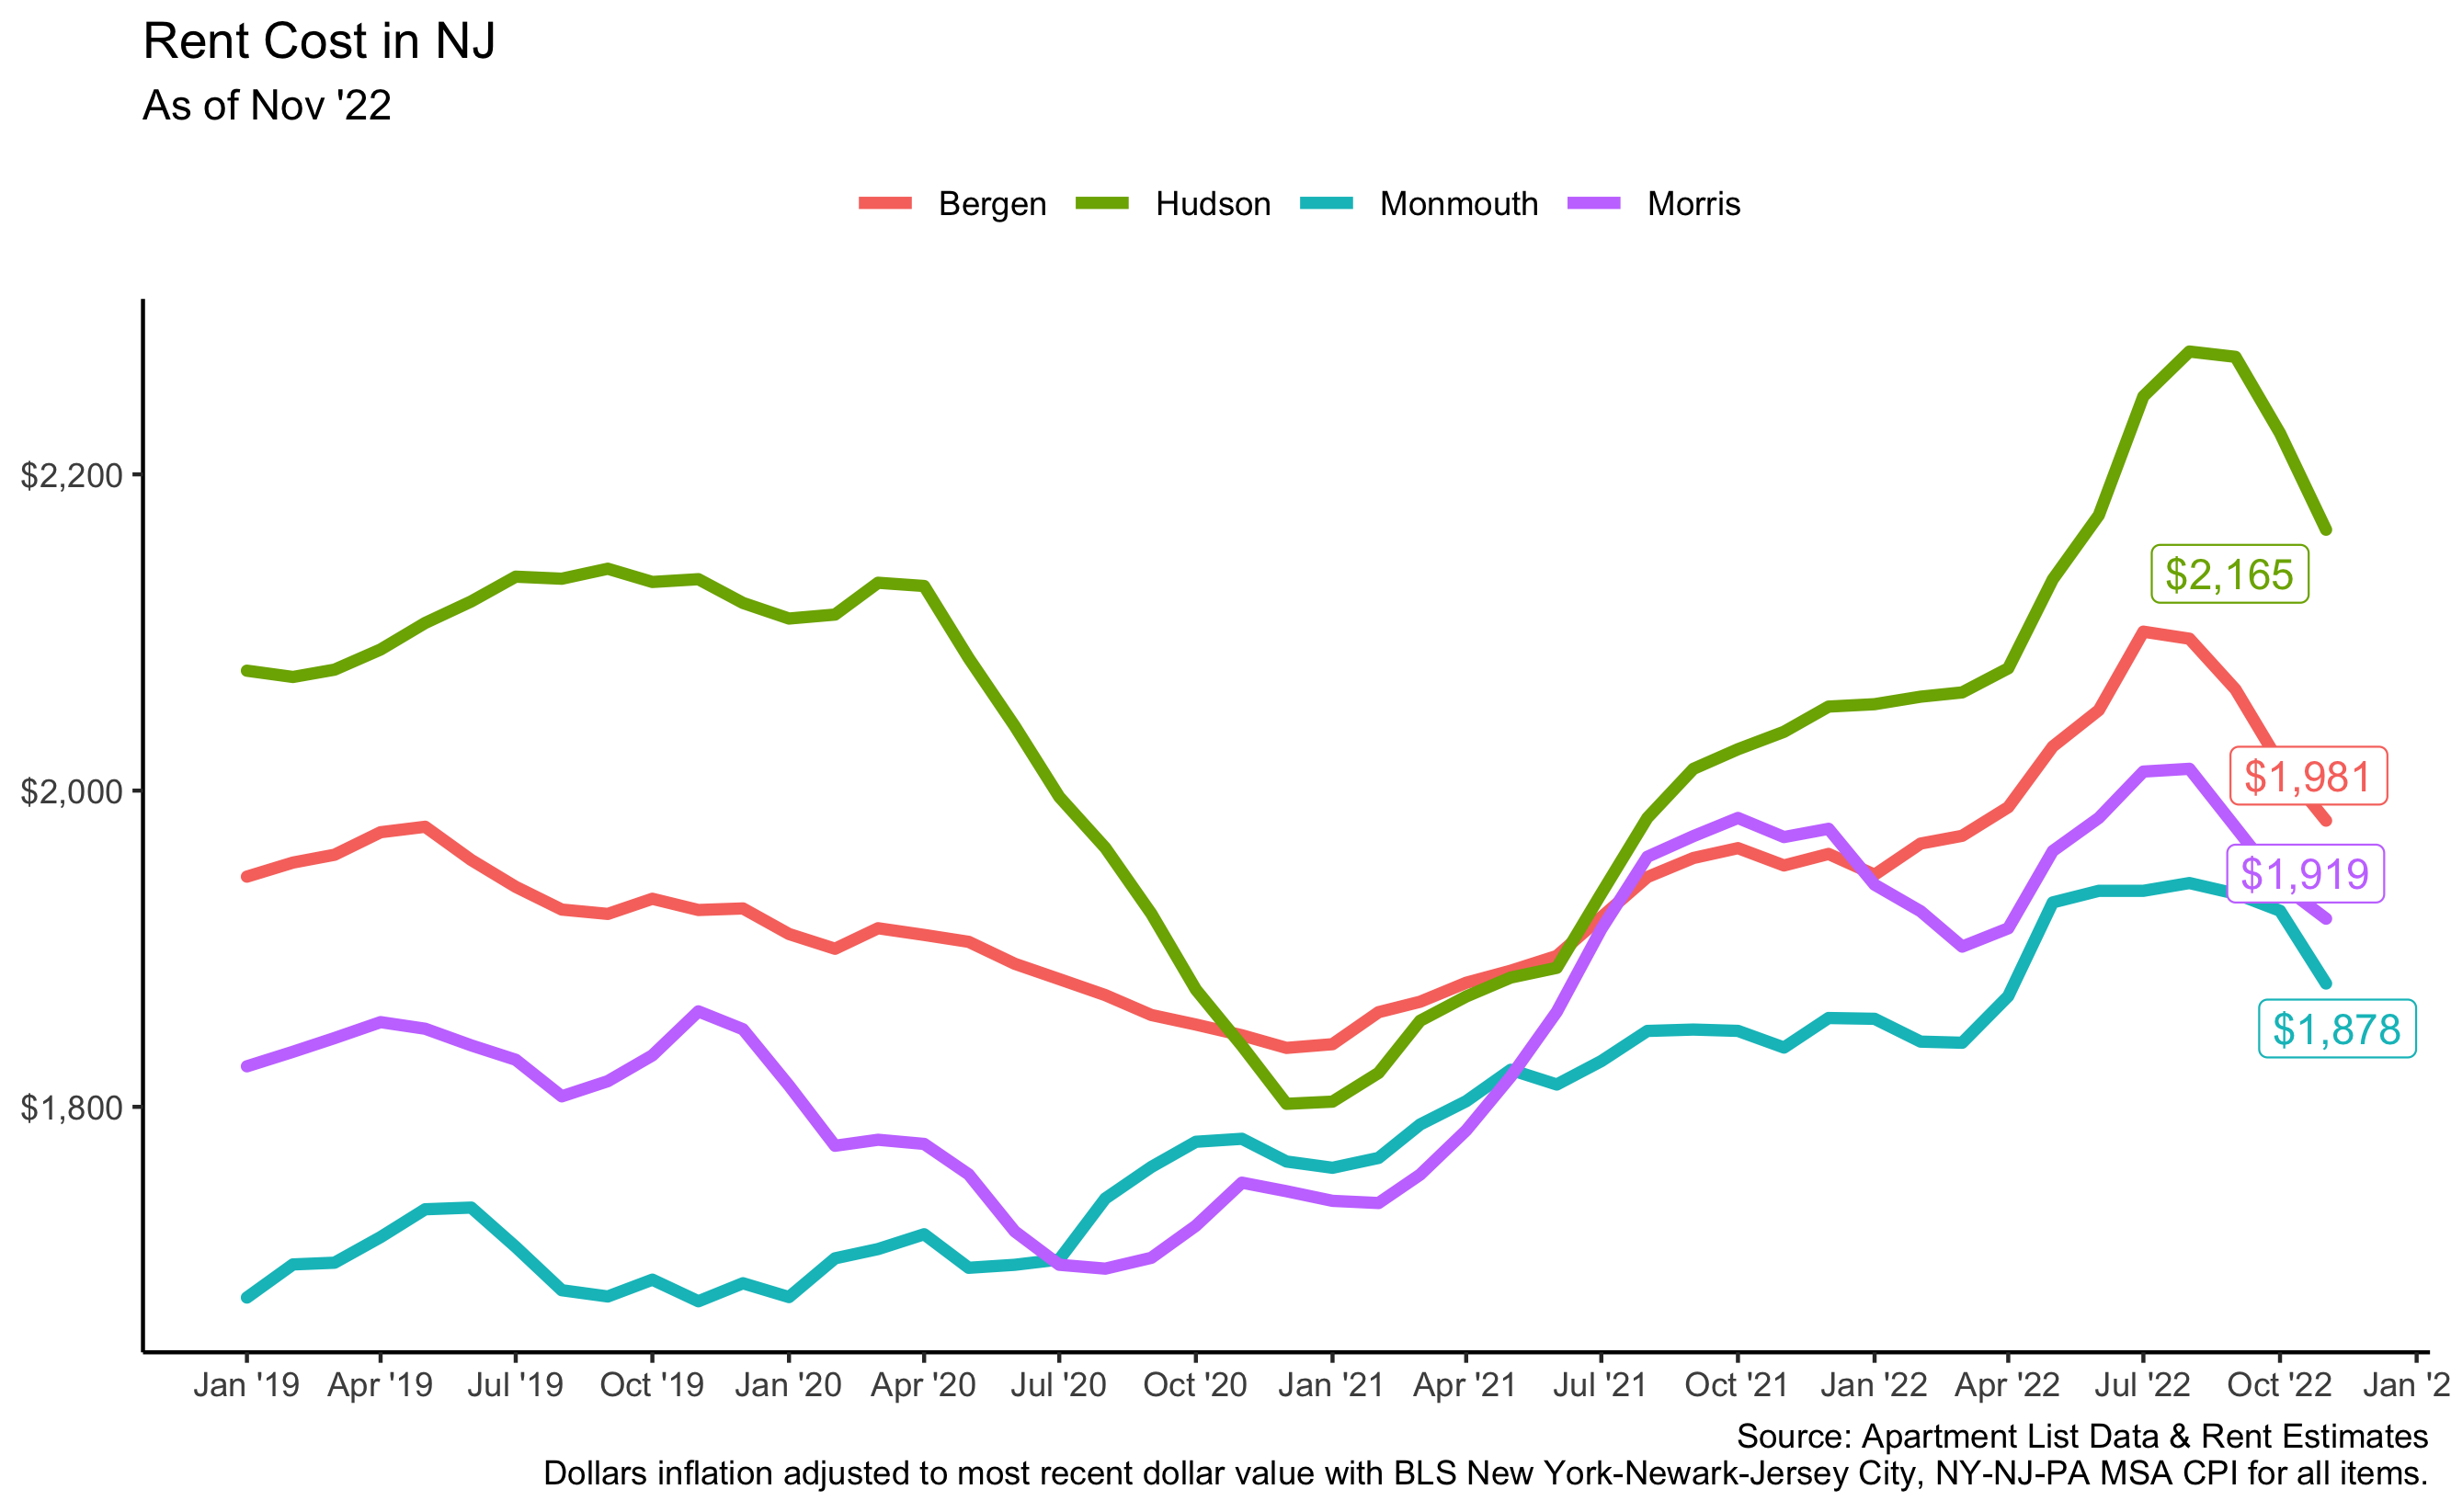 Rent Cost in NJ
As of Nov '22
Bergen Hudson Monmouth Morris
$2,200
$2,000
$1,800
$2,165
$1,981
$1,919
$1,878
Jan '19 Apr '19 Jul '19 Oct '19 Jan '20 Apr '20 Jul '20 Oct '20 Jan '21 Apr '21 Jul '21 Oct '21 Jan '22 Apr '22 Jul '22 Oct '22 Jan '2
Source: Apartment List Data & Rent Estimates
Dollars inflation adjusted to most recent dollar value with BLS New York-Newark-Jersey City, NY-NJ-PA MSA CPI for all items.